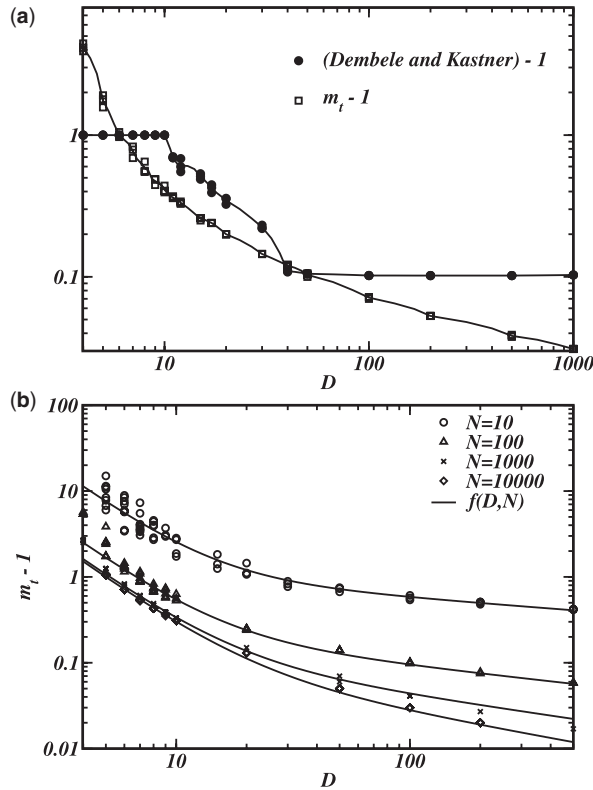 (a)
(Dembele and Kastner) - 1
m_t - 1
1
0.1
10
100
1000
D
(b)
100
N=10
N=100
N=1000
N=10000
f(D,N)
10
1
0.1
0.01
m_t - 1
10
100
D